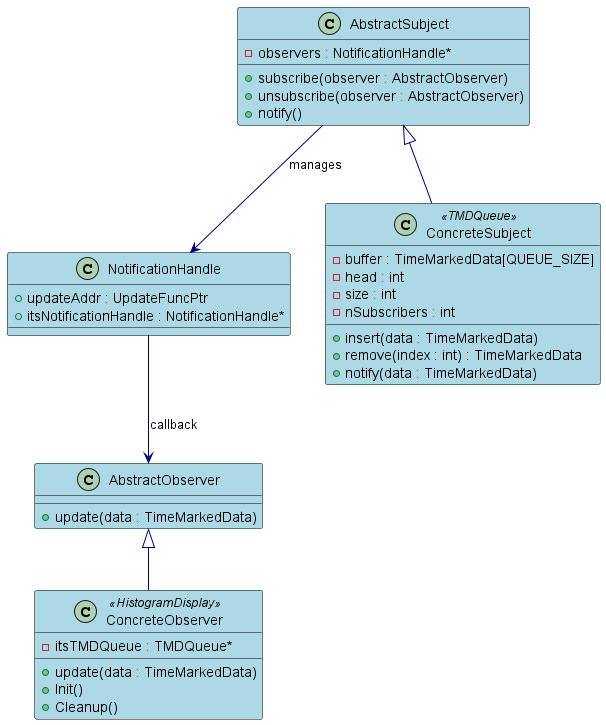 C AbstractSubject
observers : NotificationHandle*
subscribe(observer : AbstractObserver)
unsubscribe(observer : AbstractObserver)
notify()
manages
C «TMDQueue»
ConcreteSubject
buffer : TimeMarkedData[QUEUE_SIZE]
head : int
size : int
nSubscribers : int
insert(data : TimeMarkedData)
remove(index : int) : TimeMarkedData
notify(data : TimeMarkedData)
C NotificationHandle
updateAddr : UpdateFuncPtr
itsNotificationHandle : NotificationHandle*
callback
C AbstractObserver
update(data : TimeMarkedData)
C «HistogramDisplay»
ConcreteObserver
itsTMDQueue : TMDQueue*
update(data : TimeMarkedData)
Init()
Cleanup()